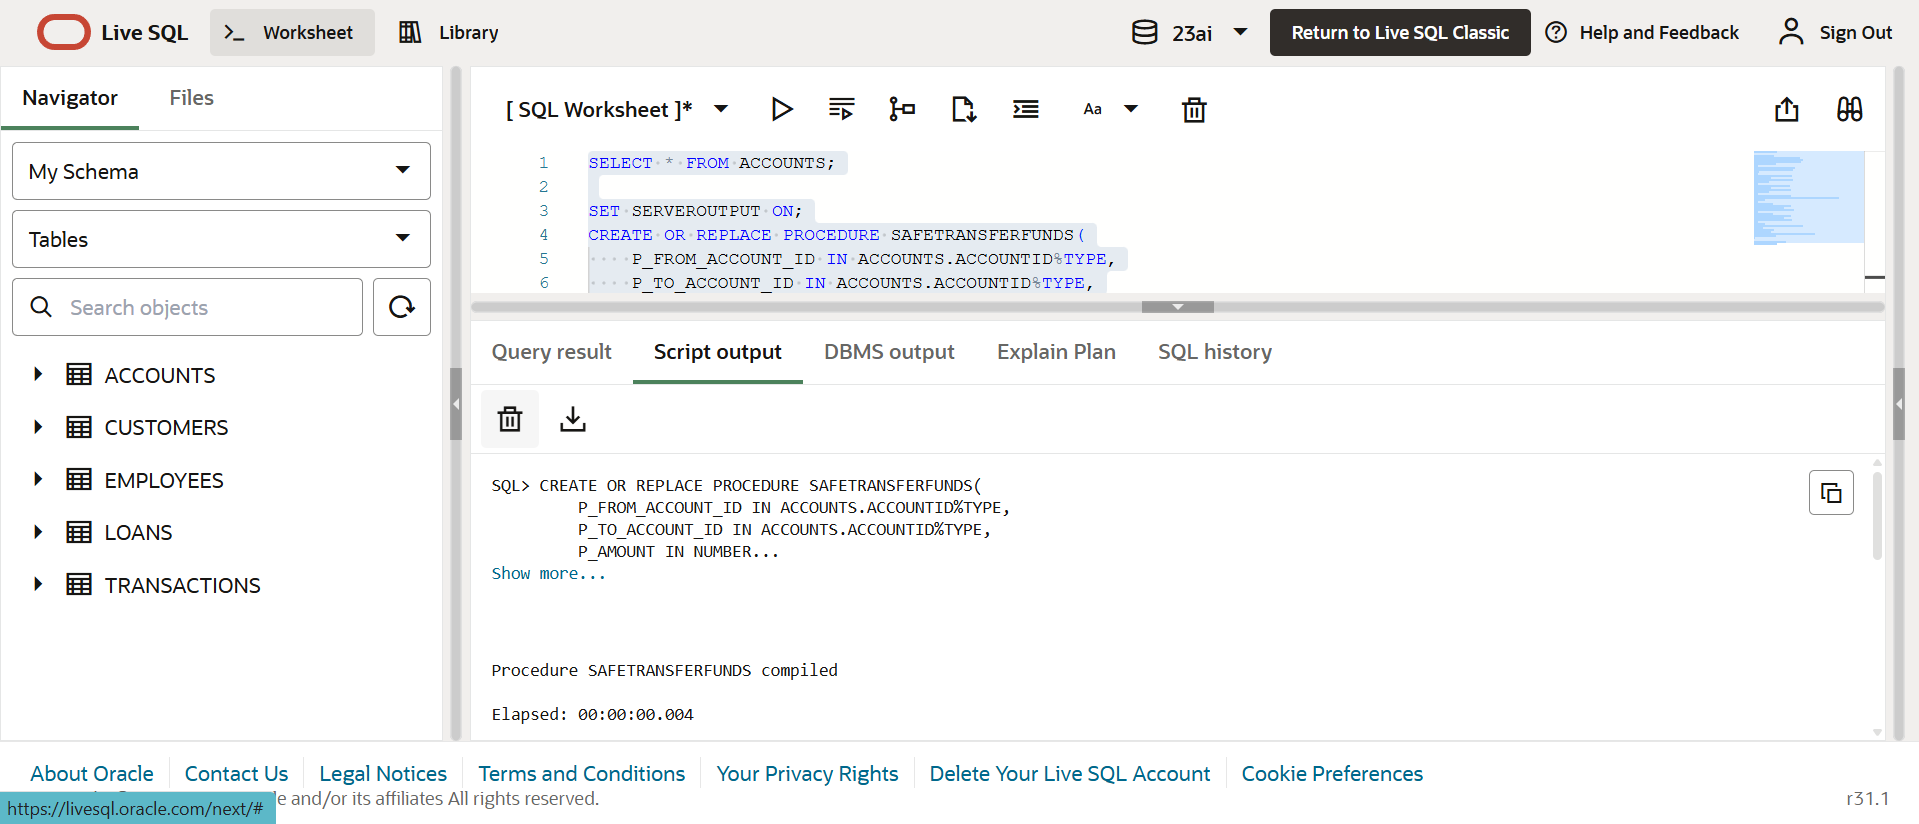 Live SQL
Worksheet
Library
23ai
Return to Live SQL Classic
Help and Feedback
Sign Out
Navigator
Files
My Schema
Tables
Search objects
ACCOUNTS
CUSTOMERS
EMPLOYEES
LOANS
TRANSACTIONS
[ SQL Worksheet ]*
Aa
1 SELECT * FROM ACCOUNTS;
2
3 SET SERVEROUTPUT ON;
4 CREATE OR REPLACE PROCEDURE SAFETRANSFERFUNDS(
5 P_FROM_ACCOUNT_ID IN ACCOUNTS.ACCOUNTID%TYPE,
6 P_TO_ACCOUNT_ID IN ACCOUNTS.ACCOUNTID%TYPE,
Query result
Script output
DBMS output
Explain Plan
SQL history
SQL> CREATE OR REPLACE PROCEDURE SAFETRANSFERFUNDS(
P_FROM_ACCOUNT_ID IN ACCOUNTS.ACCOUNTID%TYPE,
P_TO_ACCOUNT_ID IN ACCOUNTS.ACCOUNTID%TYPE,
P_AMOUNT IN NUMBER...
Show more...
Procedure SAFETRANSFERFUNDS compiled
Elapsed: 00:00:00.004
About Oracle
Contact Us
Legal Notices
Terms and Conditions
Your Privacy Rights
Delete Your Live SQL Account
Cookie Preferences
and/or its affiliates All rights reserved.
https://livesql.oracle.com/next/#
r31.1